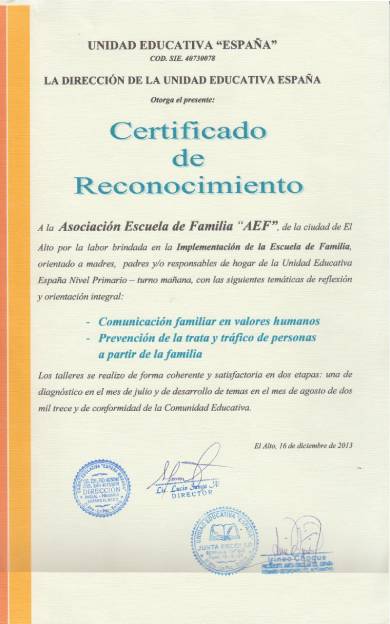 UNIDAD EDUCATIVA “ESPAÑA”
COD. SIE. 40730078
LA DIRECCIÓN DE LA UNIDAD EDUCATIVA ESPAÑA
Otorga el presente:
Certificado
de
Reconocimiento
A la Asociación Escuela de Familia “AEF”, de la ciudad de El
Alto por la labor brindada en la Implementación de la Escuela de Familia,
orientado a madres, padres y/o responsables de hogar de la Unidad Educativa
España Nivel Primario – turno mañana, con las siguientes temáticas de reflexión
y orientación integral:
- Comunicación familiar en valores humanos
- Prevención de la trata y tráfico de personas
a partir de la familia
Los talleres se realizo de forma coherente y satisfactoria en dos etapas: una de
diagnóstico en el mes de julio y de desarrollo de temas en el mes de agosto de dos
mil trece y de conformidad de la Comunidad Educativa.
El Alto, 16 de diciembre de 2013
DIRECCIÓN
DIRECTOR
UNIDAD EDUCATIVA
JUNTA ESCOLAR
Choque